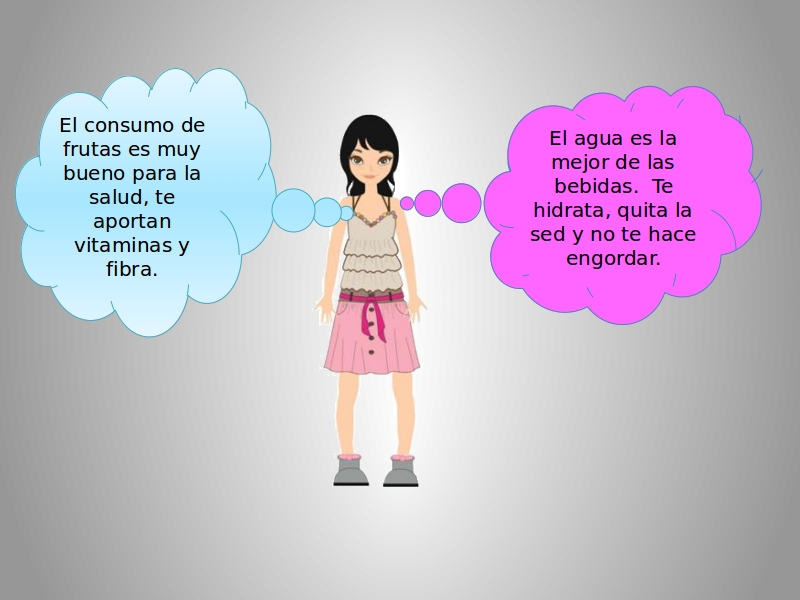 El consumo de
frutas es muy
bueno para la
salud, te
aportan
vitaminas y
fibra.
El agua es la
mejor de las
bebidas.  Te
hidrata, quita la
sed y no te hace
engordar.